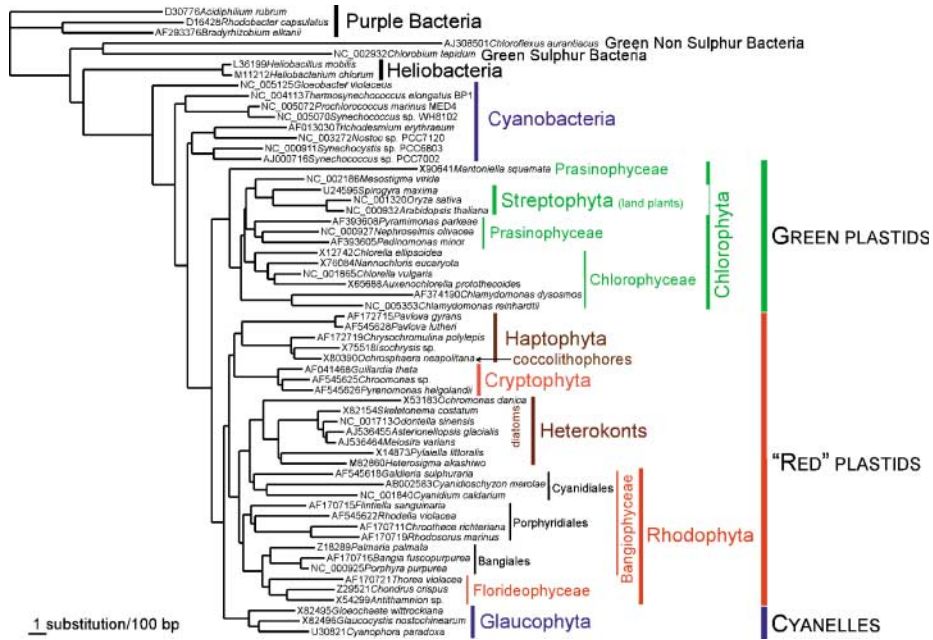 D30776Acidiphilium rubrum
D16428Rhodobacter capsulatus
AF293376Bradyrhizobium elkanii
Purple Bacteria
AJ308501Chloroflexus aurantiacus Green Non Sulphur Bacteria
NC_002932Chlorobium tepidum Green Sulphur Bacteria
L36199Heliobacillus mobilis
M11212Heliobacterium chlorum
Heliobacteria
NC_005125Gloeobacter violaceus
NC_004113Thermosynechococcus elongatus BP1
NC_005072Prochlorococcus marinus MED4
NC_005070Synechococcus sp. WH8102
AF013030Trichodesmium erythraeum
NC_003272Nostoc sp. PCC7120
NC_000911Synechocystis sp. PCC6803
AJ000716Synechococcus sp. PCC7002
Cyanobacteria
X90641Mantoniella squamata Prasinophyceae
NC_002186Mesostigma viride
U24596Spirogyra maxima
NC_001320Oryza sativa
NC_000932Arabidopsis thaliana
Streptophyta (land plants)
AF393608Pyramimonas parkeae
NC_000927Nephroselmis olivacea
AF393605Pedinomonas minor
Prasinophyceae
X12742Chlorella ellipsoidea
X76084Nannochloris eucaryota
NC_001865Chlorella vulgaris
X65688Auxenochlorella protothecoides
AF374190Chlamydomonas dysosmos
NC_005353Chlamydomonas reinhardtii
Chlorophyceae
Chlorophyta
GREEN PLASTIDS
AF172715Pavlova gyrans
AF545628Pavlova lutheri
AF172719Chrysochromulina polylepis
X75518Isochrysis sp.
X80390Ochrosphaera neapolitana
Haptophyta
coccolithophores
AF041468Guillardia theta
AF545625Chroomonas sp.
AF545626Pyrenomonas helgolandii
Cryptophyta
X53183Ochromonas danica
X82154Skeletonema costatum
NC_001713Odontella sinensis
AJ536455Asterionellopsis glacialis
AJ536464Melosira varians
X14873Pylaiella littoralis
M82860Heterosigma akashiwo
diatoms
Heterokonts
"RED" PLASTIDS
AF545618Galdieria sulphuraria
AB002583Cyanidioschyzon merolae
NC_001840Cyanidium caldarium
Cyanidiales
AF170715Flintiella sanguinaria
AF545622Rhodella violacea
AF170711Chroothece richteriana
AF170719Rhodosorus marinus
Porphyridiales
Z18289Palmaria palmata
AF170716Bangia fuscopurpurea
NC_000925Porphyra purpurea
Bangiales
Bangiophyceae
Rhodophyta
AF170721Thorea violacea
Z29521Chondrus crispus
X54299Antithamnion sp.
Florideophyceae
X82495Gloeochaete wittrockiana
X82496Glaucocystis nostochinearum
U30821Cyanophora paradoxa
Glaucophyta
CYANELLES
1 substitution/100 bp